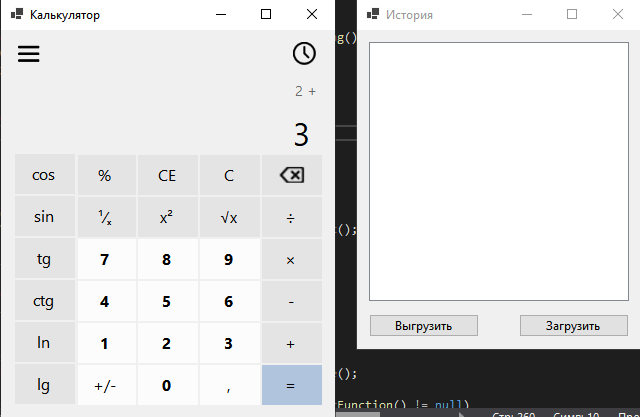 Калькулятор
2 +
3
cos % CE C
sin ¹⁄ₓ x² √x ÷
tg 7 8 9 ×
ctg 4 5 6 -
ln 1 2 3 +
lg +/- 0 , =
История
Выгрузить Загрузить
g()
();
();
Function() != null)
Стр: 260 Симв: 10